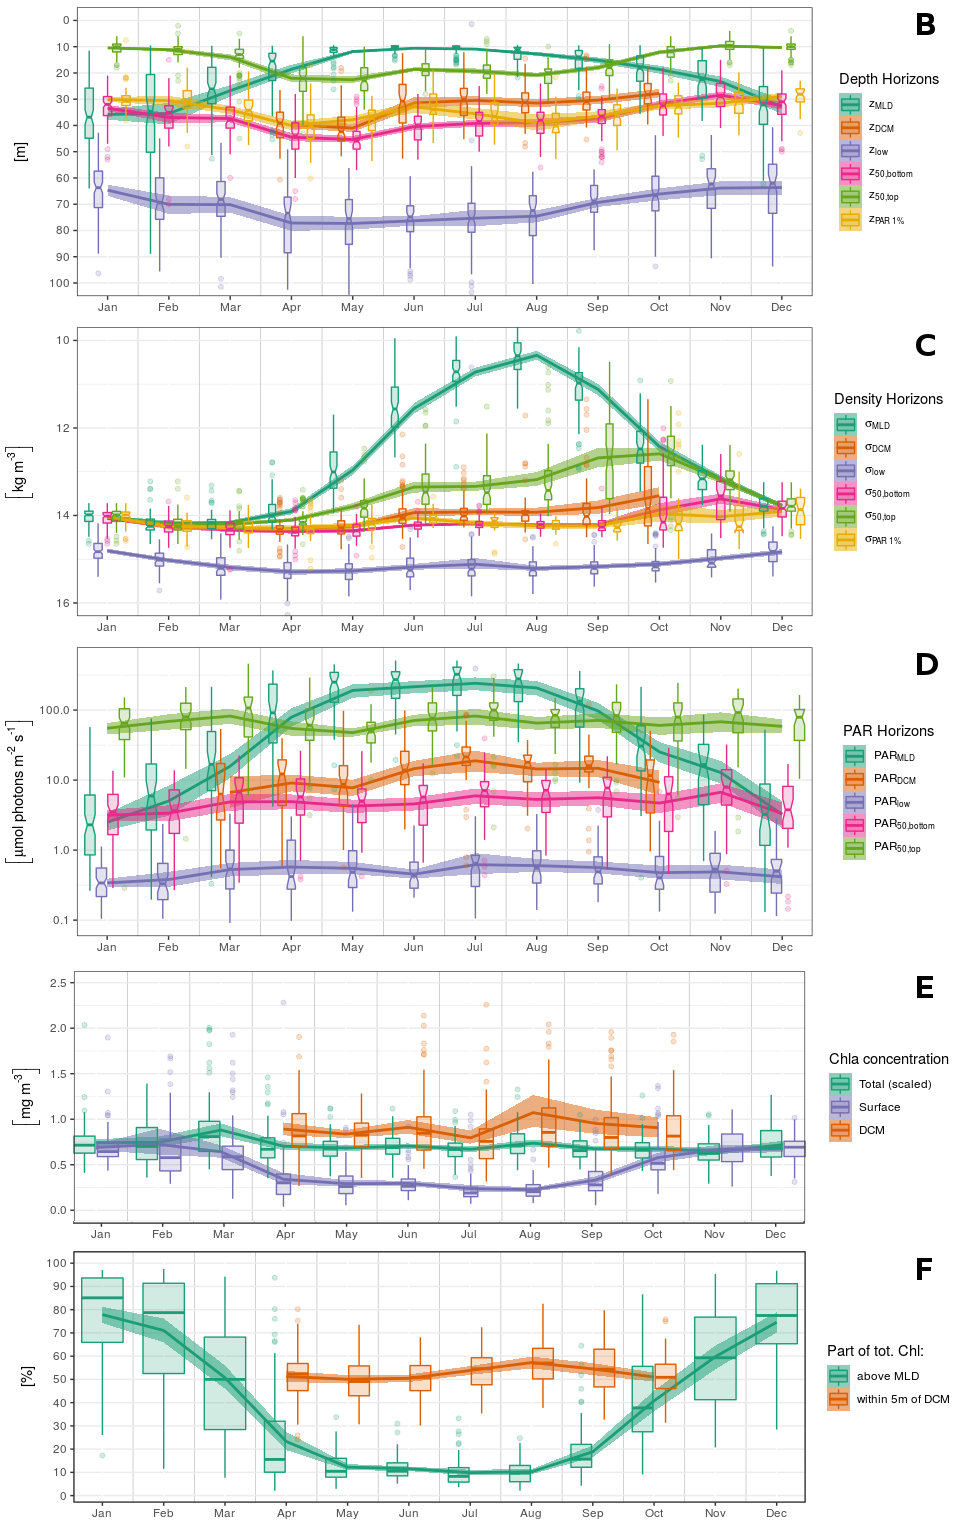 B
0
10
20
30
40
50
60
70
80
90
100
[m]
Jan Feb Mar Apr May Jun Jul Aug Sep Oct Nov Dec
Depth Horizons
zMLD
zDCM
zlow
z50,bottom
z50,top
zPAR 1%
C
10
12
14
16
[kg m-3]
Jan Feb Mar Apr May Jun Jul Aug Sep Oct Nov Dec
Density Horizons
σMLD
σDCM
σlow
σ50,bottom
σ50,top
σPAR 1%
D
100.0
10.0
1.0
0.1
[µmol photons m-2 s-1]
Jan Feb Mar Apr May Jun Jul Aug Sep Oct Nov Dec
PAR Horizons
PARMLD
PARDCM
PARlow
PAR50,bottom
PAR50,top
E
2.5
2.0
1.5
1.0
0.5
0.0
[mg m-3]
Jan Feb Mar Apr May Jun Jul Aug Sep Oct Nov Dec
Chla concentration
Total (scaled)
Surface
DCM
F
100
90
80
70
60
50
40
30
20
10
0
[%]
Jan Feb Mar Apr May Jun Jul Aug Sep Oct Nov Dec
Part of tot. Chl:
above MLD
within 5m of DCM